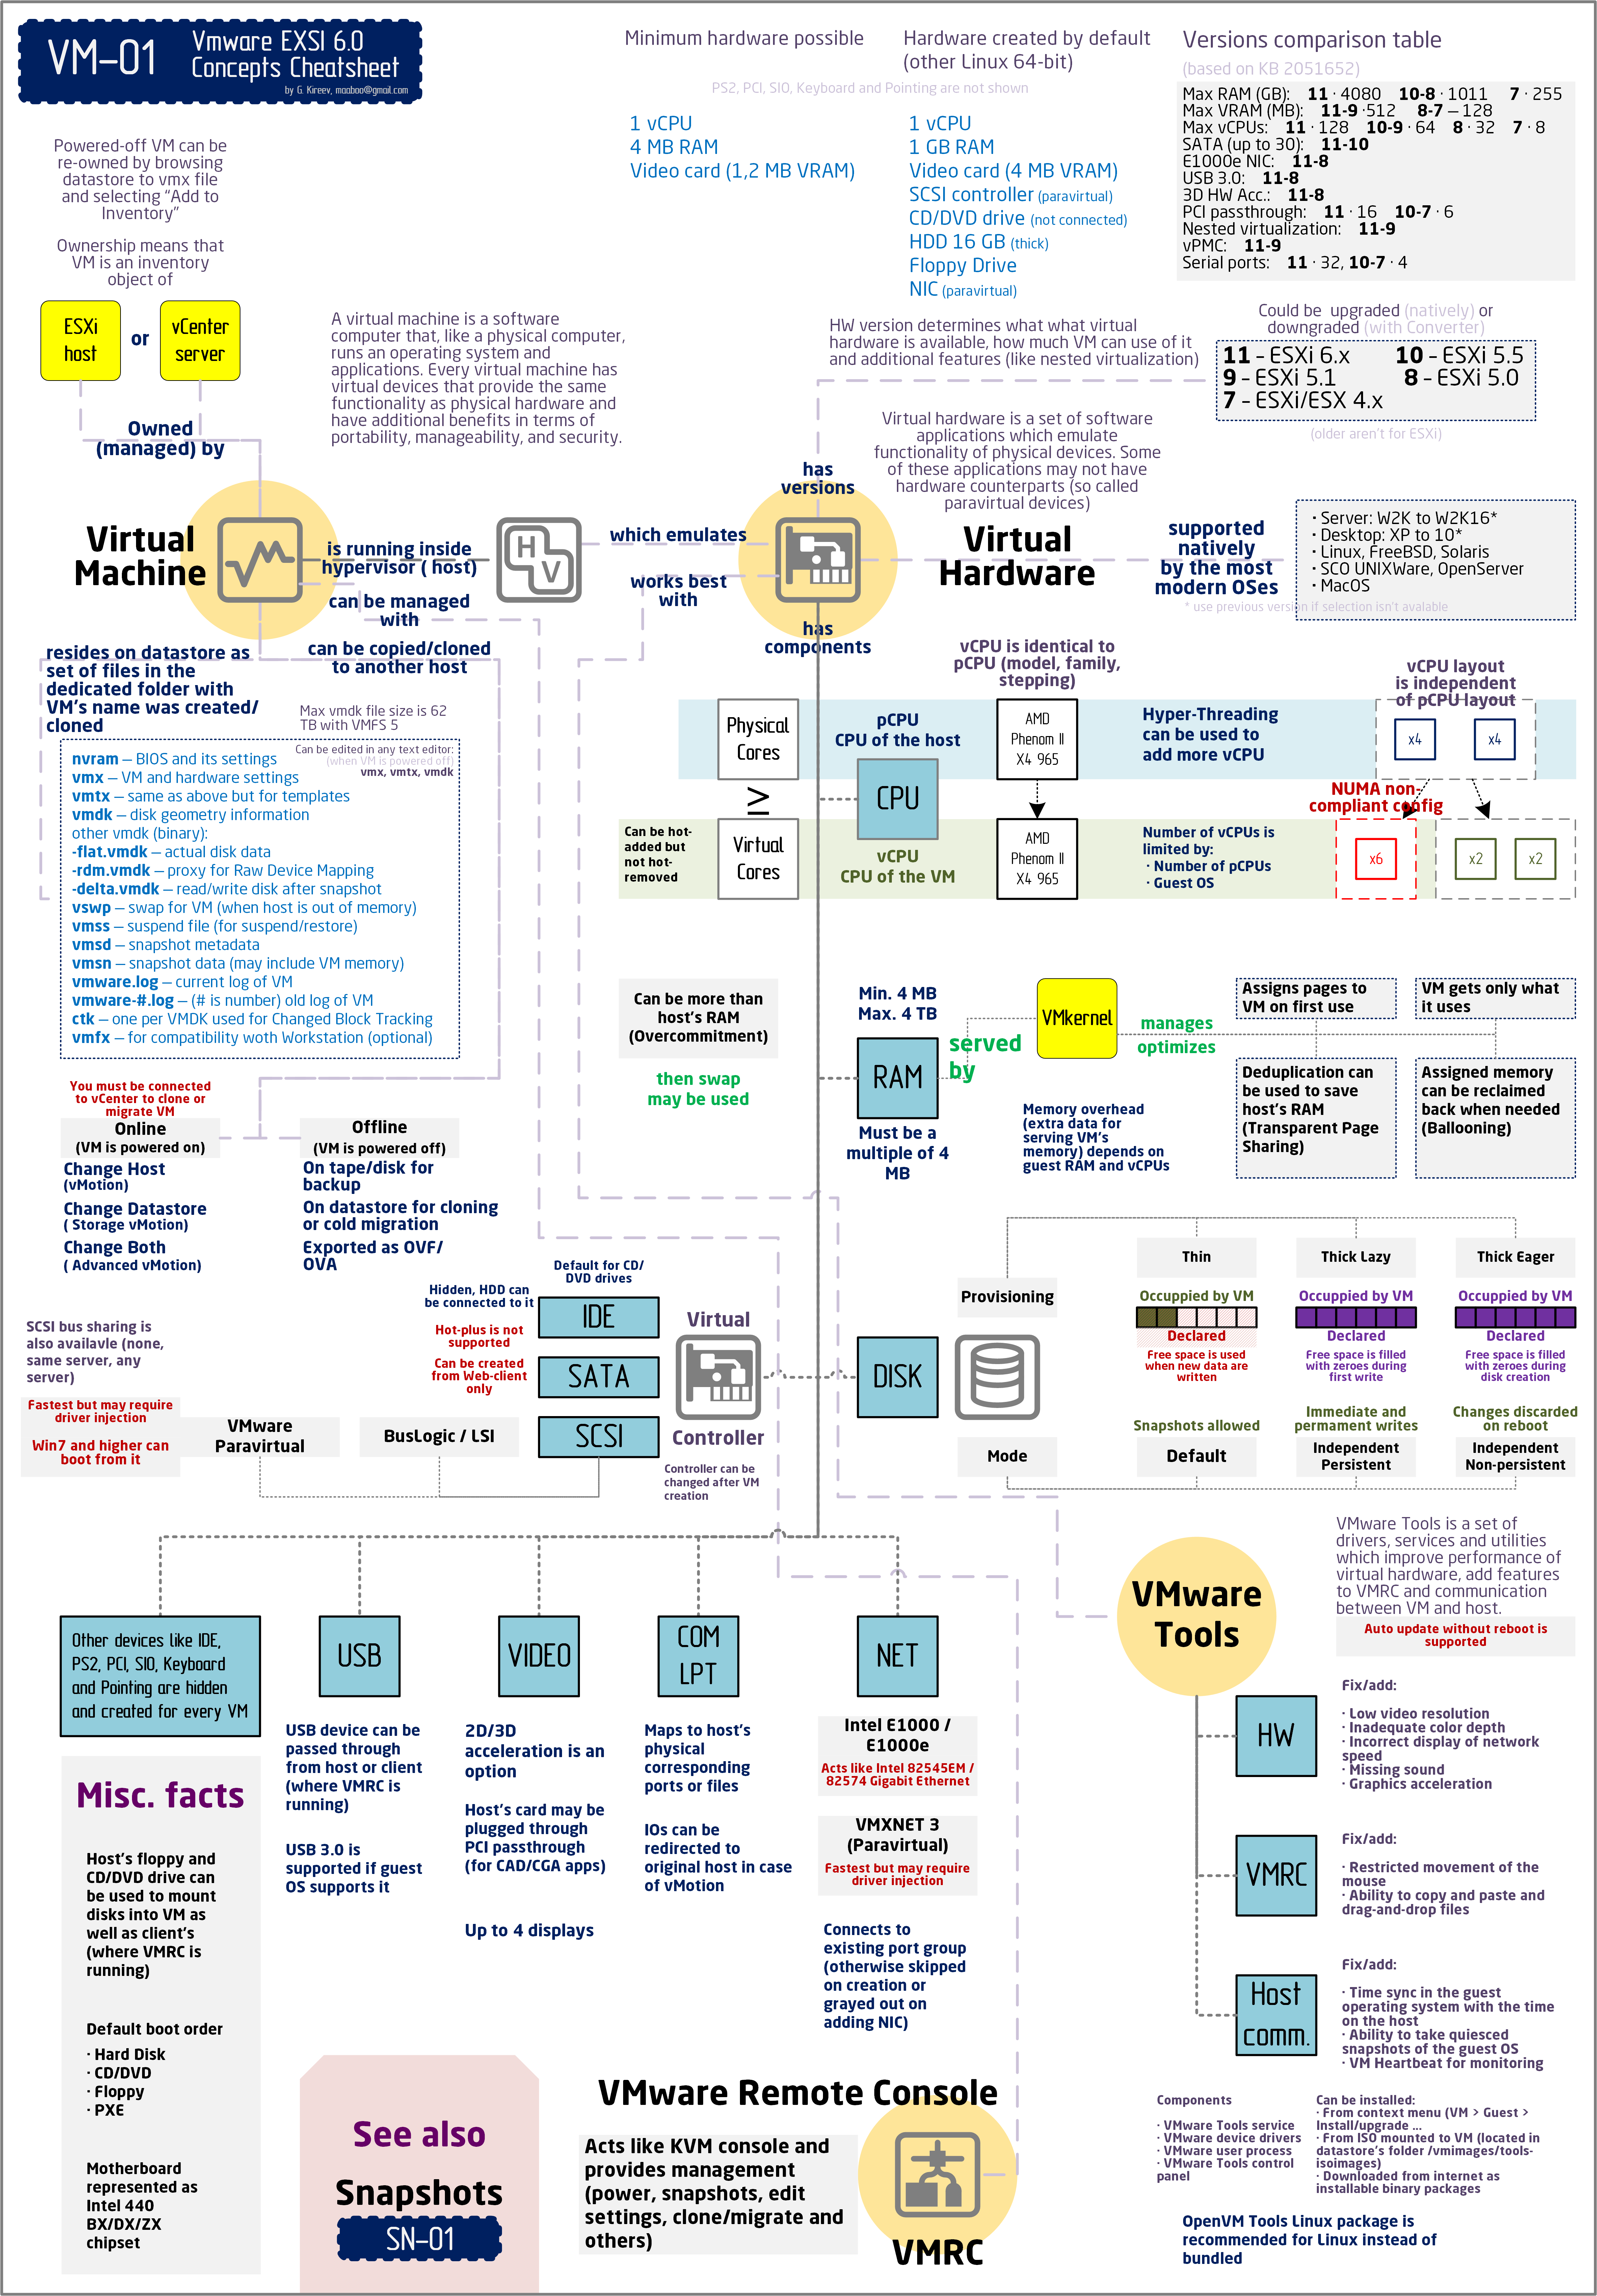 VM-01
Vmware EXSI 6.0
Concepts Cheatsheet
by G. Kireev, maaboo@gmail.com
Minimum hardware possible
Hardware created by default
(other Linux 64-bit)
PS2, PCI, SIO, Keyboard and Pointing are not shown
1 vCPU
4 MB RAM
Video card (1,2 MB VRAM)
1 vCPU
1 GB RAM
Video card (4 MB VRAM)
SCSI controller (paravirtual)
CD/DVD drive (not connected)
HDD 16 GB (thick)
Floppy Drive
NIC (paravirtual)
Versions comparison table
(based on KB 2051652)
Max RAM (GB): 11 · 4080 10-8 · 1011 7 · 255
Max VRAM (MB): 11-9 ·512 8-7 – 128
Max vCPUs: 11 · 128 10-9 · 64 8 · 32 7 · 8
SATA (up to 30): 11-10
E1000e NIC: 11-8
USB 3.0: 11-8
3D HW Acc.: 11-8
PCI passthrough: 11 · 16 10-7 · 6
Nested virtualization: 11-9
vPMC: 11-9
Serial ports: 11 · 32, 10-7 · 4
Powered-off VM can be
re-owned by browsing
datastore to vmx file
and selecting “Add to
Inventory”
Ownership means that
VM is an inventory
object of
ESXi
host
or
vCenter
server
Owned
(managed) by
A virtual machine is a software
computer that, like a physical computer,
runs an operating system and
applications. Every virtual machine has
virtual devices that provide the same
functionality as physical hardware and
have additional benefits in terms of
portability, manageability, and security.
HW version determines what what virtual
hardware is available, how much VM can use of it
and additional features (like nested virtualization)
Could be upgraded (natively) or
downgraded (with Converter)
11 – ESXi 6.x 10 – ESXi 5.5
9 – ESXi 5.1 8 – ESXi 5.0
7 – ESXi/ESX 4.x
(older aren't for ESXi)
Virtual hardware is a set of software
applications which emulate
functionality of physical devices. Some
of these applications may not have
hardware counterparts (so called
paravirtual devices)
has
versions
Virtual
Machine
is running inside
hypervisor ( host)
H
V
which emulates
works best
with
can be managed
with
Virtual
Hardware
supported
natively
by the most
modern OSes
· Server: W2K to W2K16*
· Desktop: XP to 10*
· Linux, FreeBSD, Solaris
· SCO UNIXWare, OpenServer
· MacOS
* use previous version if selection isn't avalable
has
components
resides on datastore as
set of files in the
dedicated folder with
VM's name was created/
cloned
can be copied/cloned
to another host
Max vmdk file size is 62
TB with VMFS 5
Can be edited in any text editor:
(when VM is powered off)
vmx, vmtx, vmdk
nvram – BIOS and its settings
vmx – VM and hardware settings
vmtx – same as above but for templates
vmdk – disk geometry information
other vmdk (binary):
-flat.vmdk – actual disk data
-rdm.vmdk – proxy for Raw Device Mapping
-delta.vmdk – read/write disk after snapshot
vswp – swap for VM (when host is out of memory)
vmss – suspend file (for suspend/restore)
vmsd – snapshot metadata
vmsn – snapshot data (may include VM memory)
vmware.log – current log of VM
vmware-#.log – (# is number) old log of VM
ctk – one per VMDK used for Changed Block Tracking
vmfx – for compatibility woth Workstation (optional)
vCPU is identical to
pCPU (model, family,
stepping)
vCPU layout
is independent
of pCPU layout
Physical
Cores
pCPU
CPU of the host
AMD
Phenom II
X4 965
Hyper-Threading
can be used to
add more vCPU
x4
x4
≥
CPU
NUMA non-
compliant config
Can be hot-
added but
not hot-
removed
Virtual
Cores
vCPU
CPU of the VM
AMD
Phenom II
X4 965
Number of vCPUs is
limited by:
· Number of pCPUs
· Guest OS
x6
x2
x2
Can be more than
host's RAM
(Overcommitment)
then swap
may be used
Min. 4 MB
Max. 4 TB
RAM
Must be a
multiple of 4
MB
served
by
VMkernel
manages
optimizes
Assigns pages to
VM on first use
VM gets only what
it uses
Deduplication can
be used to save
host's RAM
(Transparent Page
Sharing)
Assigned memory
can be reclaimed
back when needed
(Ballooning)
Memory overhead
(extra data for
serving VM's
memory) depends on
guest RAM and vCPUs
You must be connected
to vCenter to clone or
migrate VM
Online
(VM is powered on)
Offline
(VM is powered off)
Change Host
(vMotion)
Change Datastore
( Storage vMotion)
Change Both
( Advanced vMotion)
On tape/disk for
backup
On datastore for cloning
or cold migration
Exported as OVF/
OVA
Default for CD/
DVD drives
Hidden, HDD can
be connected to it
IDE
Hot-plus is not
supported
Can be created
from Web-client
only
SATA
SCSI
Virtual
Controller
Controller can be
changed after VM
creation
SCSI bus sharing is
also availavle (none,
same server, any
server)
Fastest but may require
driver injection
Win7 and higher can
boot from it
VMware
Paravirtual
BusLogic / LSI
DISK
Provisioning
Thin
Thick Lazy
Thick Eager
Occuppied by VM
Declared
Free space is used
when new data are
written
Occuppied by VM
Declared
Free space is filled
with zeroes during
first write
Occuppied by VM
Declared
Free space is filled
with zeroes during
disk creation
Mode
Snapshots allowed
Default
Immediate and
permament writes
Independent
Persistent
Changes discarded
on reboot
Independent
Non-persistent
VMware
Tools
VMware Tools is a set of
drivers, services and utilities
which improve performance of
virtual hardware, add features
to VMRC and communication
between VM and host.
Auto update without reboot is
supported
Other devices like IDE,
PS2, PCI, SIO, Keyboard
and Pointing are hidden
and created for every VM
USB
VIDEO
COM
LPT
NET
USB device can be
passed through
from host or client
(where VMRC is
running)
USB 3.0 is
supported if guest
OS supports it
2D/3D
acceleration is an
option
Host's card may be
plugged through
PCI passthrough
(for CAD/CGA apps)
Up to 4 displays
Maps to host's
physical
corresponding
ports or files
IOs can be
redirected to
original host in case
of vMotion
Intel E1000 /
E1000e
Acts like Intel 82545EM /
82574 Gigabit Ethernet
VMXNET 3
(Paravirtual)
Fastest but may require
driver injection
Connects to
existing port group
(otherwise skipped
on creation or
grayed out on
adding NIC)
HW
Fix/add:
· Low video resolution
· Inadequate color depth
· Incorrect display of network
speed
· Missing sound
· Graphics acceleration
VMRC
Fix/add:
· Restricted movement of the
mouse
· Ability to copy and paste and
drag-and-drop files
Host
comm.
Fix/add:
· Time sync in the guest
operating system with the time
on the host
· Ability to take quiesced
snapshots of the guest OS
· VM Heartbeat for monitoring
Misc. facts
Host's floppy and
CD/DVD drive can
be used to mount
disks into VM as
well as client's
(where VMRC is
running)
Default boot order
· Hard Disk
· CD/DVD
· Floppy
· PXE
Motherboard
represented as
Intel 440
BX/DX/ZX
chipset
See also
Snapshots
SN-01
VMware Remote Console
Acts like KVM console and
provides management
(power, snapshots, edit
settings, clone/migrate and
others)
VMRC
Components
· VMware Tools service
· VMware device drivers
· VMware user process
· VMware Tools control
panel
Can be installed:
· From context menu (VM > Guest >
Install/upgrade ...
· From ISO mounted to VM (located in
datastore's folder /vmimages/tools-
isoimages)
· Downloaded from internet as
installable binary packages
OpenVM Tools Linux package is
recommended for Linux instead of
bundled